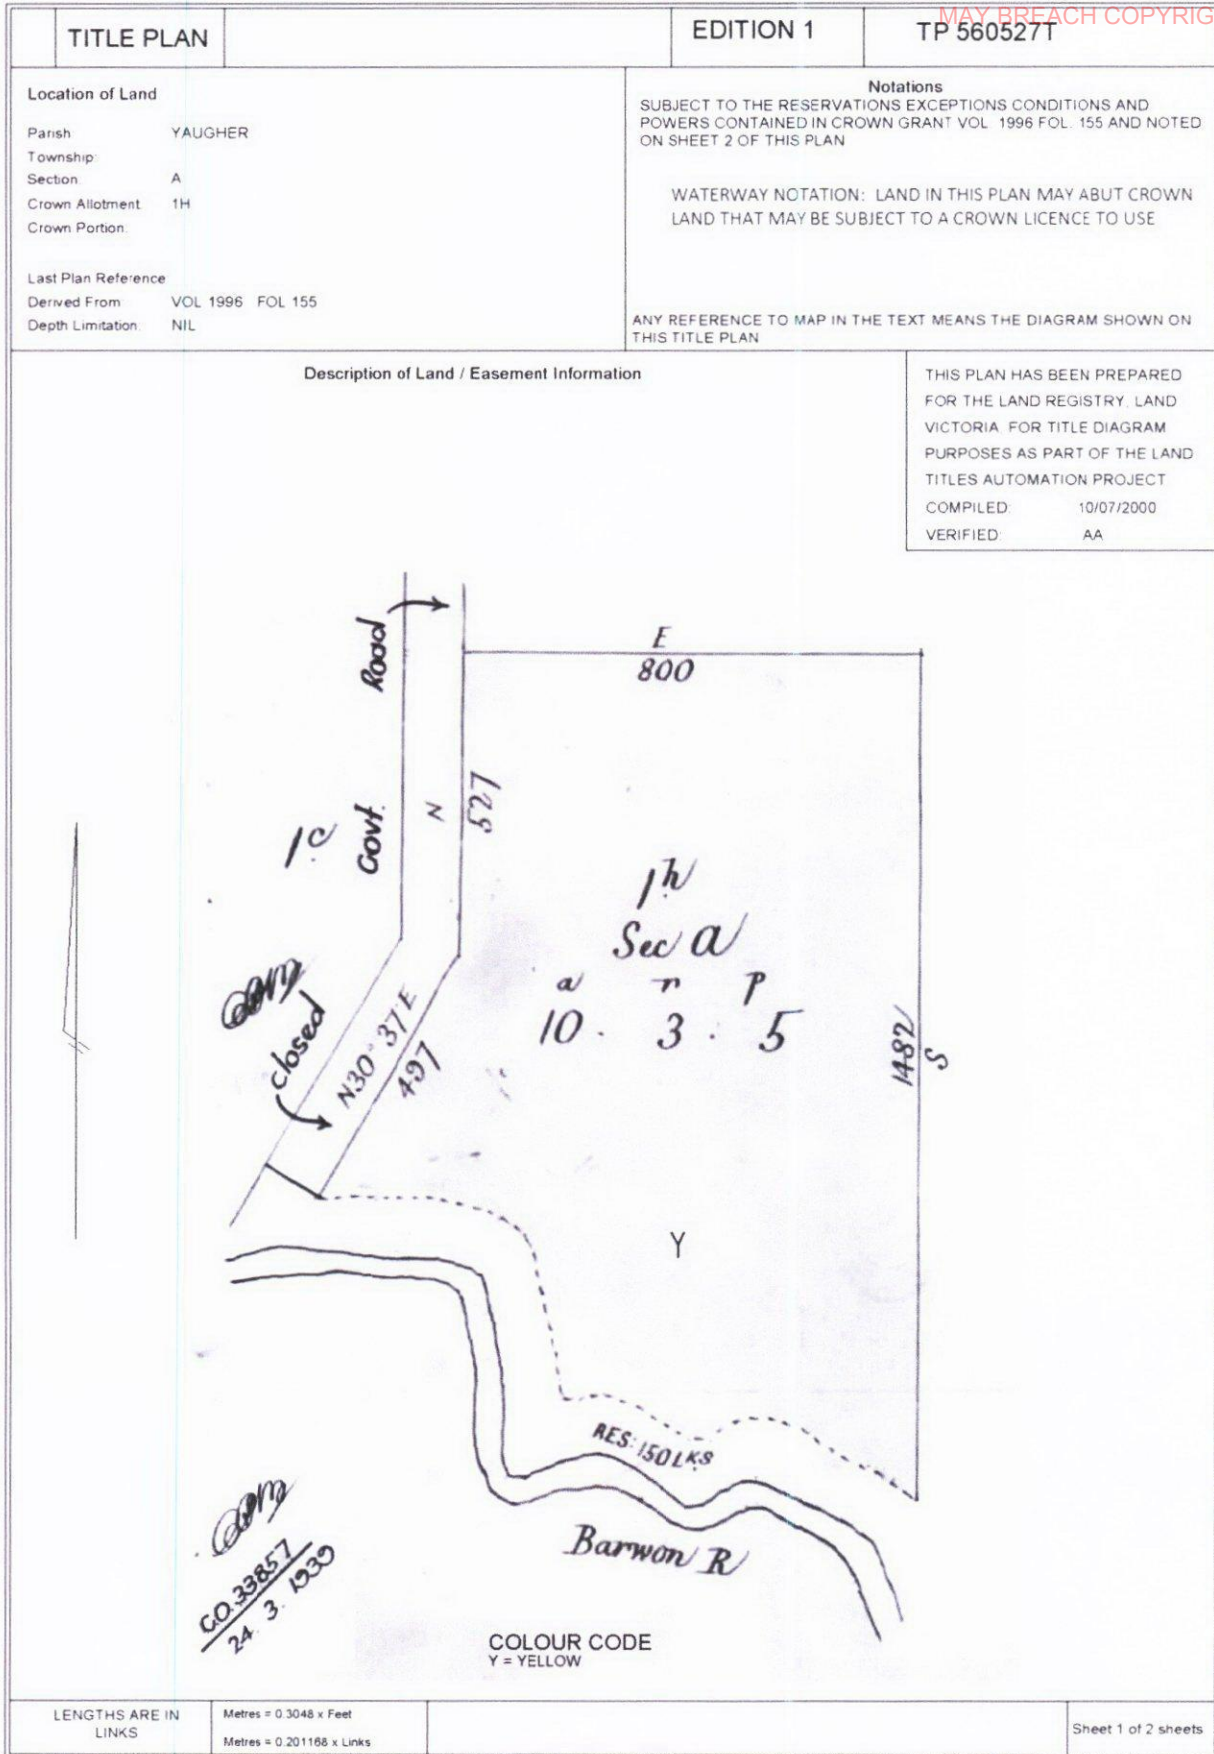 MAY BREACH COPYRIG
TITLE PLAN
EDITION 1
TP 560527T
Location of Land
Parish YAUGHER
Township:
Section A
Crown Allotment 1H
Crown Portion:
Last Plan Reference
Derived From VOL 1996 FOL 155
Depth Limitation: NIL
Notations
SUBJECT TO THE RESERVATIONS EXCEPTIONS CONDITIONS AND
POWERS CONTAINED IN CROWN GRANT VOL 1996 FOL. 155 AND NOTED
ON SHEET 2 OF THIS PLAN
WATERWAY NOTATION: LAND IN THIS PLAN MAY ABUT CROWN
LAND THAT MAY BE SUBJECT TO A CROWN LICENCE TO USE
ANY REFERENCE TO MAP IN THE TEXT MEANS THE DIAGRAM SHOWN ON
THIS TITLE PLAN
Description of Land / Easement Information
THIS PLAN HAS BEEN PREPARED
FOR THE LAND REGISTRY, LAND
VICTORIA, FOR TITLE DIAGRAM
PURPOSES AS PART OF THE LAND
TITLES AUTOMATION PROJECT
COMPILED: 10/07/2000
VERIFIED: AA
Govt. Road
E
800
N
527
1c
1h
Sec a
a r p
10 . 3 . 5
closed
N30° 37'E
497
1482
S
Y
RES: 150 LKS
Barwon R
C.O. 33857
24. 3. 1939
COLOUR CODE
Y = YELLOW
LENGTHS ARE IN
LINKS
Metres = 0.3048 x Feet
Metres = 0.201168 x Links
Sheet 1 of 2 sheets